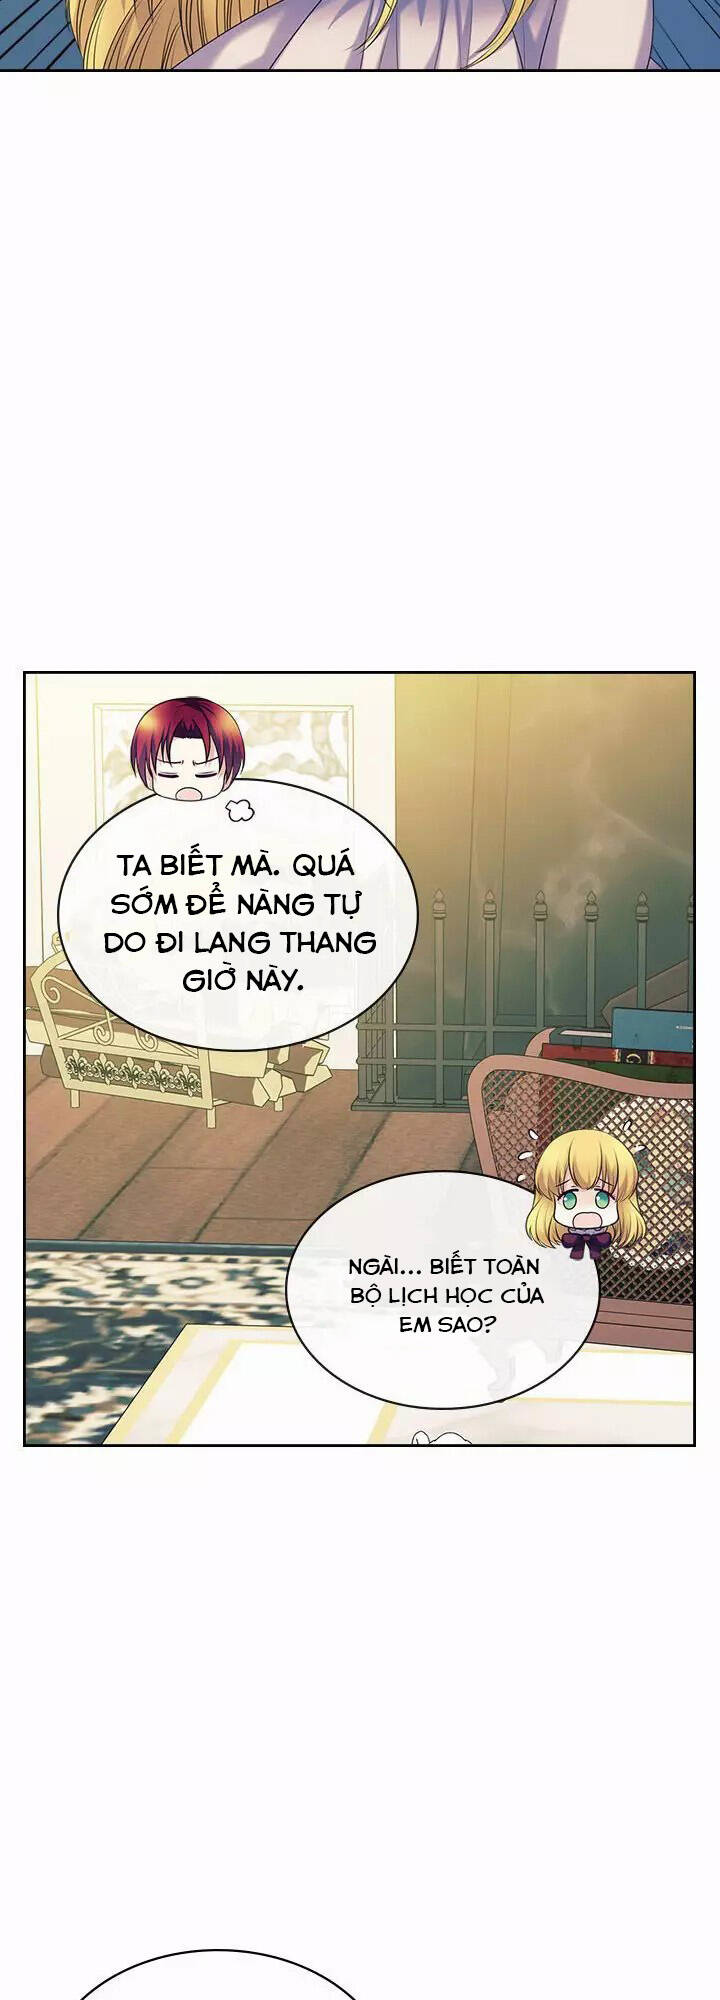 TA BIẾT MÀ. QUÁ
SỚM ĐỂ NÀNG TỰ
DO ĐI LANG THANG
GIỜ NÀY.
NGÀI... BIẾT TOÀN
BỘ LỊCH HỌC CỦA
EM SAO?